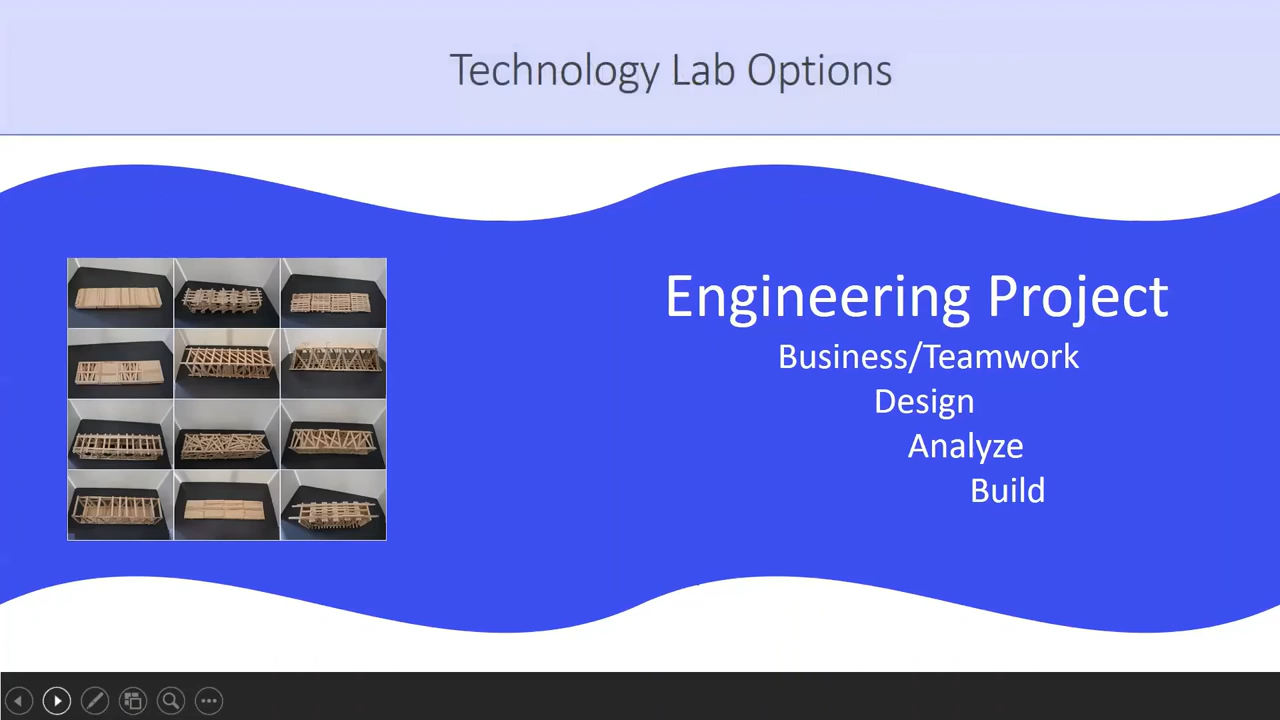 Technology Lab Options
Engineering Project
Business/Teamwork
Design
Analyze
Build